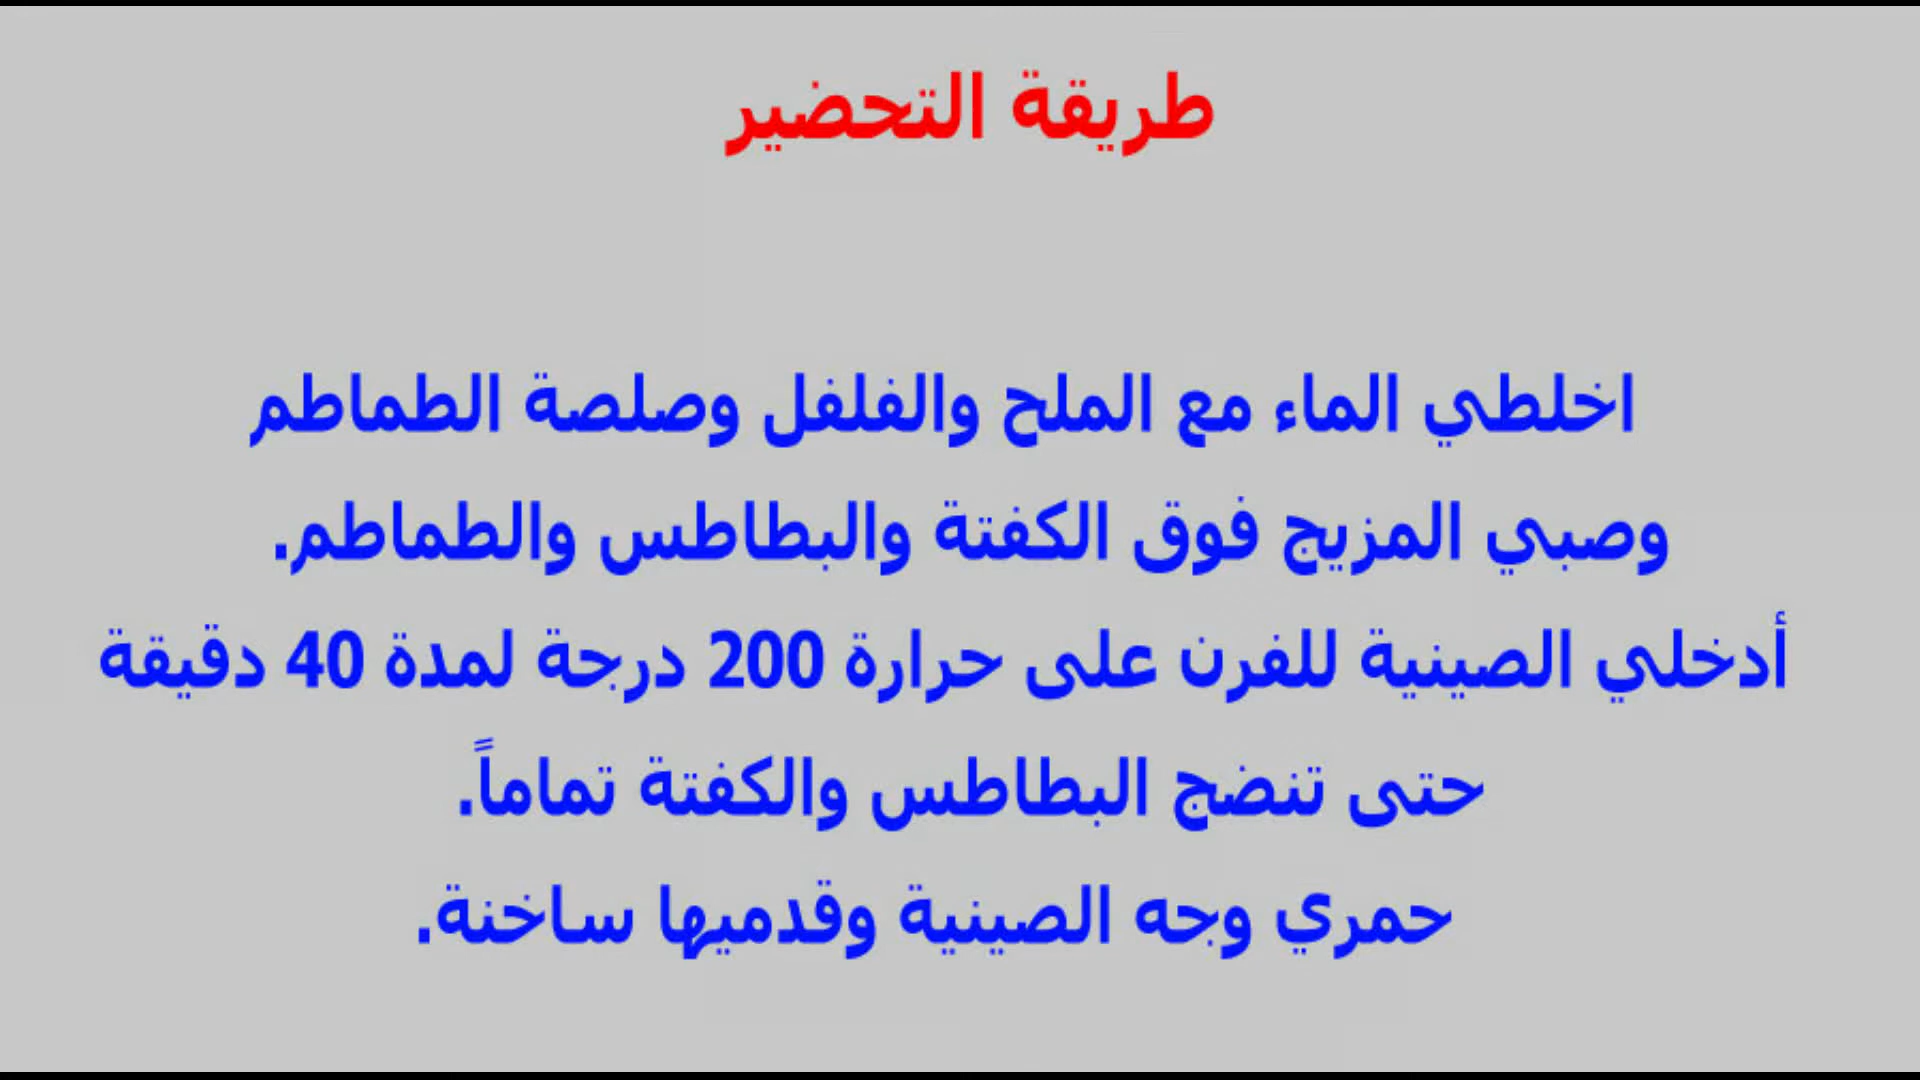 طريقة التحضير
اخلطي الماء مع الملح والفلفل وصلصة الطماطم
وصبي المزيج فوق الكفتة والبطاطس والطماطم.
أدخلي الصينية للفرن على حرارة 200 درجة لمدة 40 دقيقة
حتى تنضج البطاطس والكفتة تماماً.
حمري وجه الصينية وقدميها ساخنة.